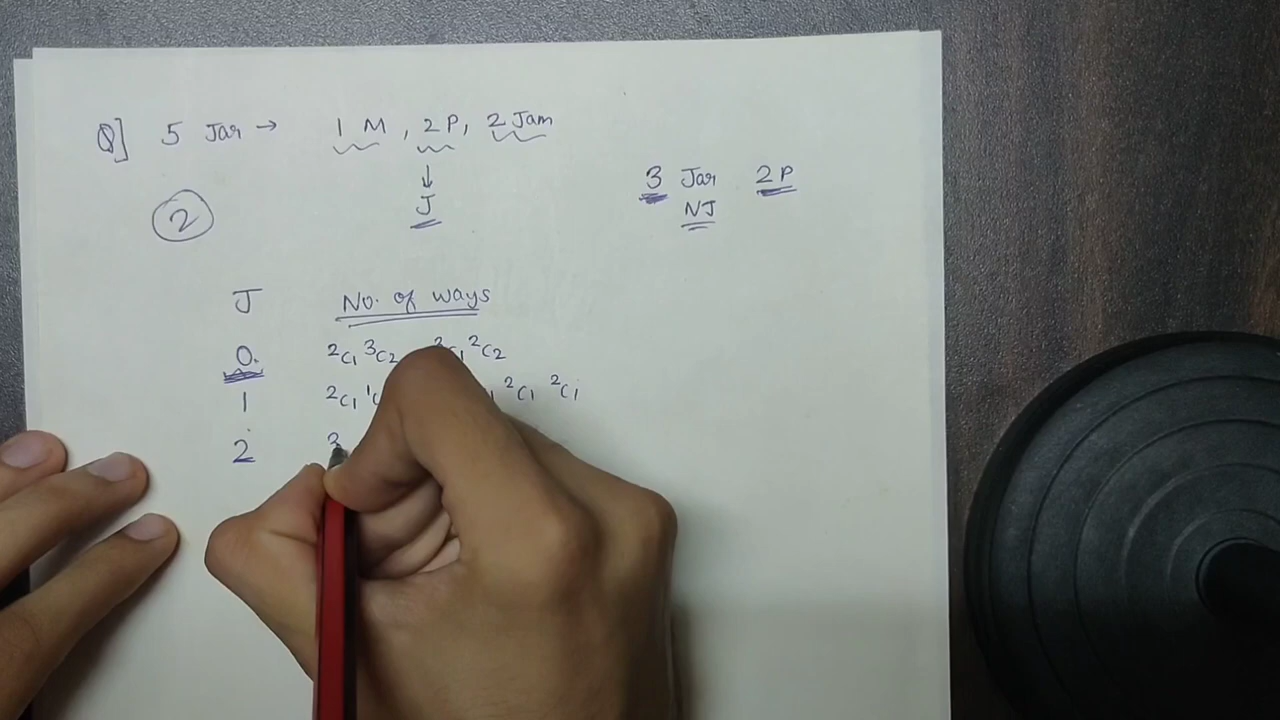 Q] 5 Jar → 1 M , 2 P, 2 Jam
↓
3 Jar 2 P
2 J NJ
J No. of ways
0. ²C₁ ³C₂ ²C₂
1 ²C₁ ²C₁ ²C₁
2